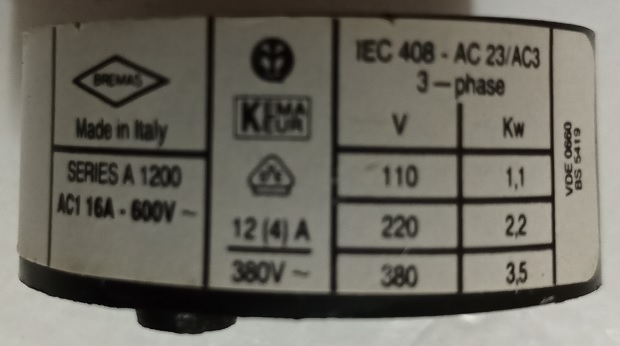 BREMAS
Made in Italy
SERIES A 1200
AC1 16A - 600V ~
KEMA
EUR
12 (4) A
380V ~
IEC 408 - AC 23/AC3
3 - phase
V Kw
110 1,1
220 2,2
380 3,5
VDE 0660
BS 5419